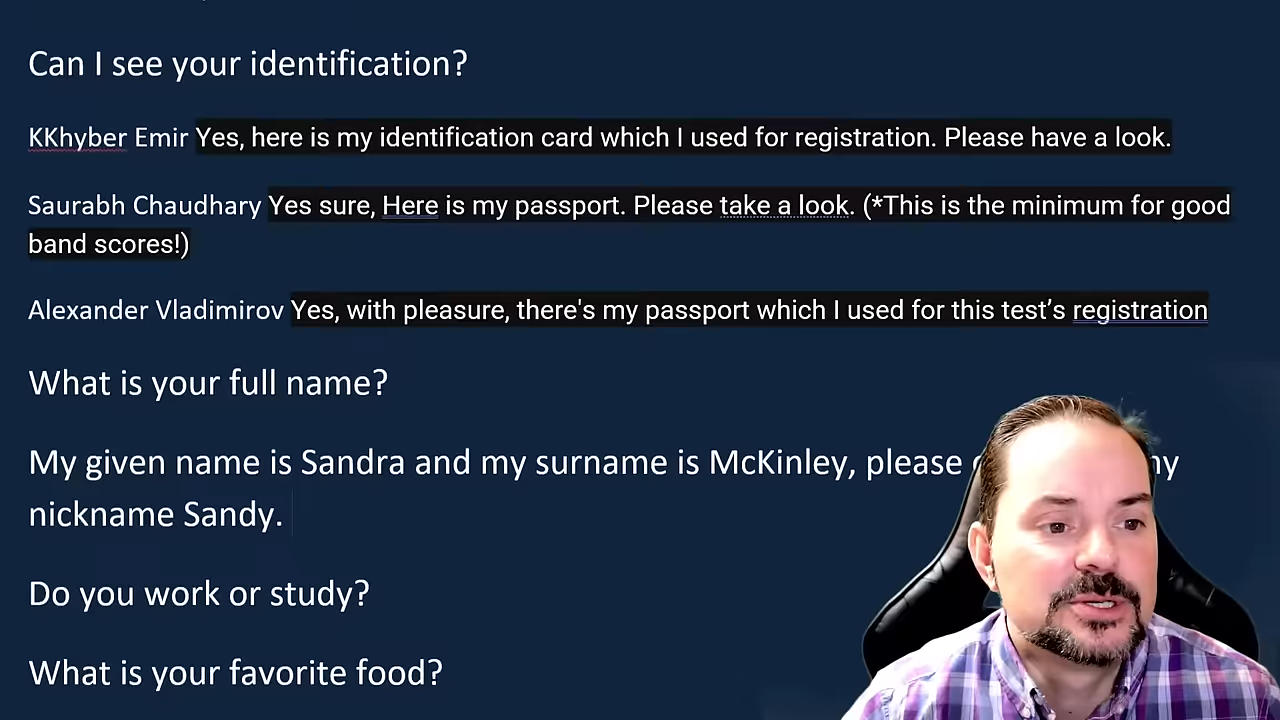 Can I see your identification?
KKhyber Emir Yes, here is my identification card which I used for registration. Please have a look.
Saurabh Chaudhary Yes sure, Here is my passport. Please take a look. (*This is the minimum for good
band scores!)
Alexander Vladimirov Yes, with pleasure, there's my passport which I used for this test’s registration
What is your full name?
My given name is Sandra and my surname is McKinley, please
nickname Sandy.
Do you work or study?
What is your favorite food?